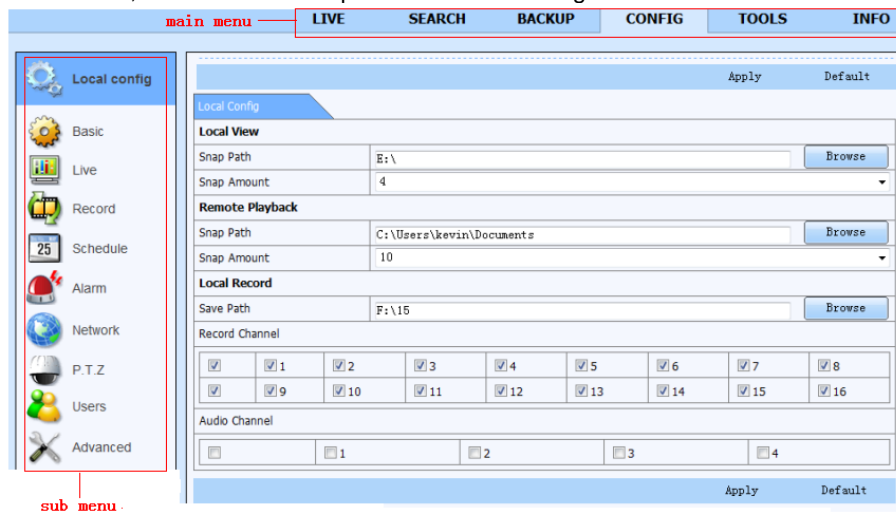 main menu LIVE SEARCH BACKUP CONFIG TOOLS INFO
Local config
Basic
Live
Record
25 Schedule
Alarm
Network
P.T.Z
Users
Advanced
sub menu
Apply Default
Local Config
Local View
Snap Path E:\ Browse
Snap Amount 4
Remote Playback
Snap Path C:\Users\kevin\Documents Browse
Snap Amount 10
Local Record
Save Path F:\15 Browse
Record Channel
1 2 3 4 5 6 7 8
9 10 11 12 13 14 15 16
Audio Channel
1 2 3 4
Apply Default